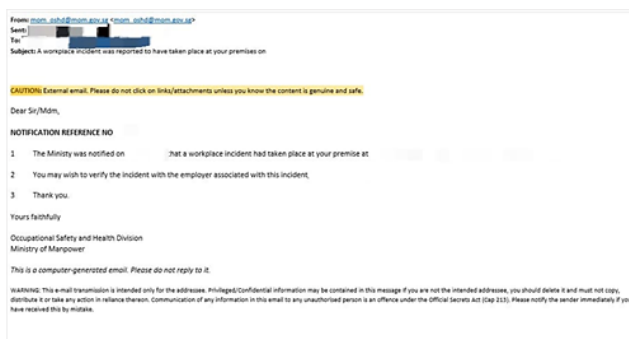 From: mom_oshd@mom.gov.sg <mom_oshd@mom.gov.sg>
Sent:
To:
Subject: A workplace incident was reported to have taken place at your premises on
CAUTION: External email. Please do not click on links/attachments unless you know the content is genuine and safe.
Dear Sir/Mdm,
NOTIFICATION REFERENCE NO
1 The Ministy was notified on that a workplace incident had taken place at your premise at
2 You may wish to verify the incident with the employer associated with this incident.
3 Thank you.
Yours faithfully
Occupational Safety and Health Division
Ministry of Manpower
This is a computer-generated email. Please do not reply to it.
WARNING: This e-mail transmission is intended only for the addressee. Privileged/Confidential information may be contained in this message if you are not the intended addressee, you should delete it and must not copy,
distribute it or take any action in reliance thereon. Communication of any information in this email to any unauthorised person is an offence under the Official Secrets Act (Cap 213). Please notify the sender immediately if you
have received this by mistake.